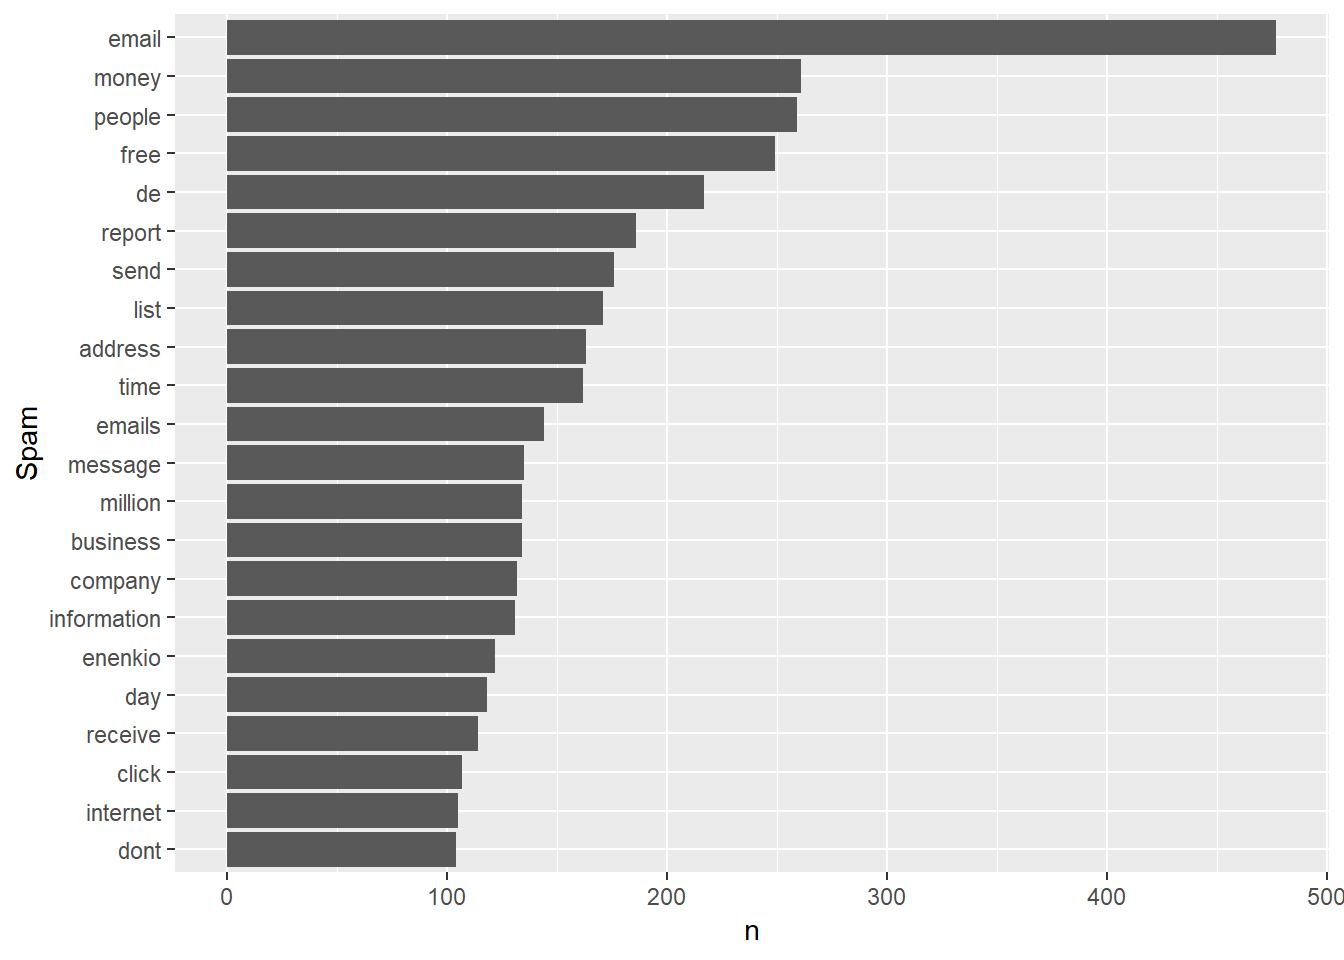 email
money
people
free
de
report
send
list
address
time
emails
message
million
business
company
information
enenkio
day
receive
click
internet
dont
Spam
0 100 200 300 400 500
n